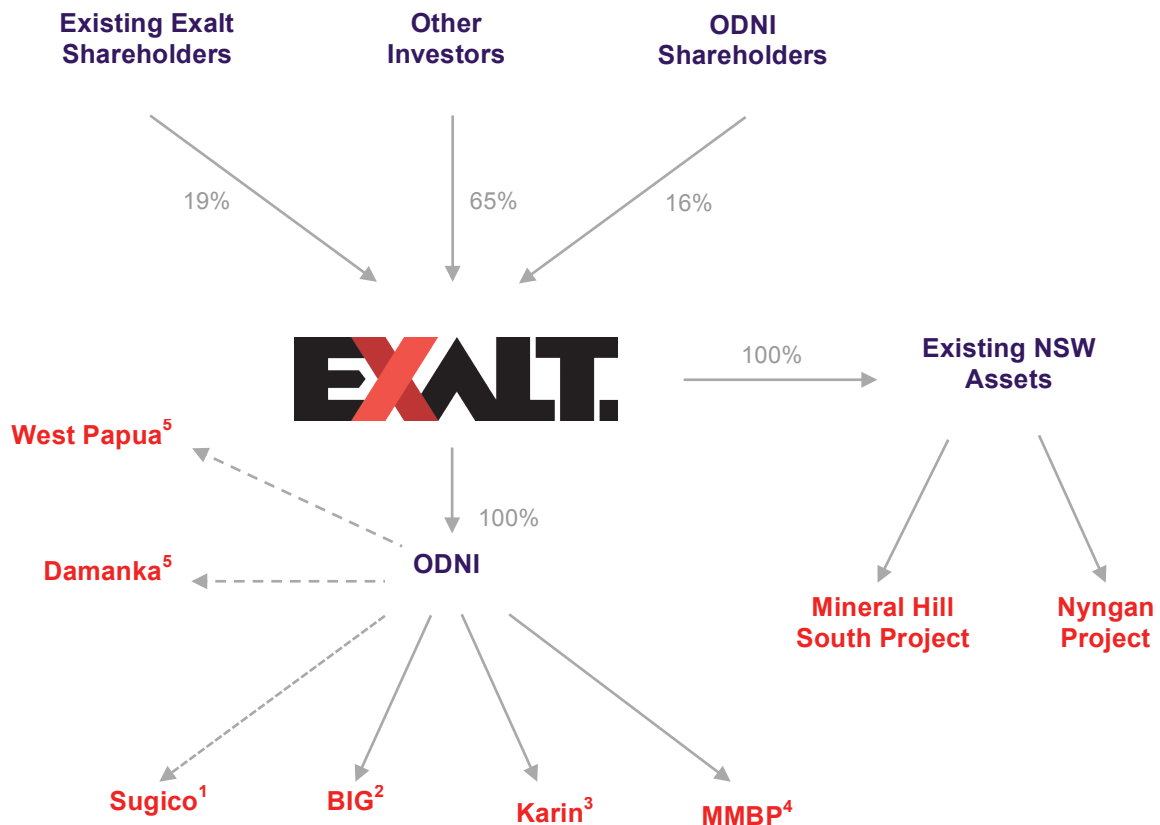 Existing Exalt
Shareholders
Other
Investors
ODNI
Shareholders
19%
65%
16%
EXALT.
100%
Existing NSW
Assets
West Papua⁵
100%
ODNI
Damanka⁵
Mineral Hill
South Project
Nyngan
Project
Sugico¹
BIG²
Karin³
MMBP⁴